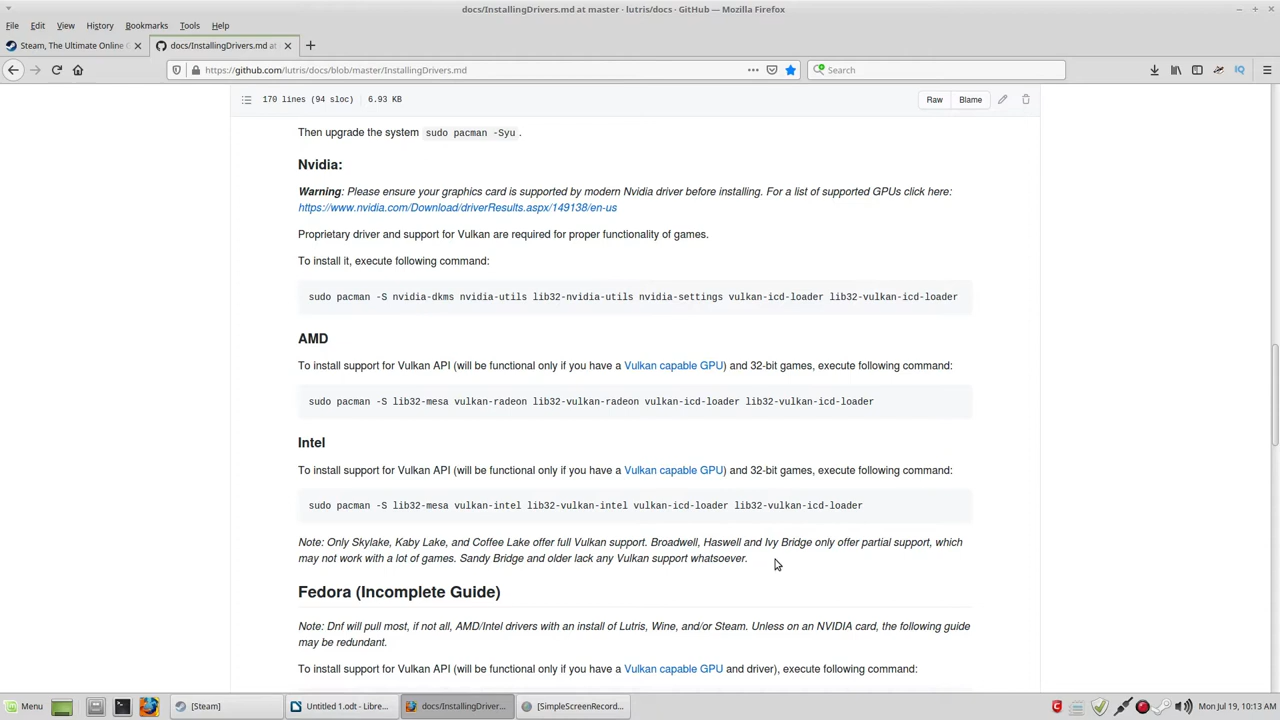 docs/InstallingDrivers.md at master · lutris/docs · GitHub — Mozilla Firefox
File Edit View History Bookmarks Tools Help
Steam, The Ultimate Online G
docs/InstallingDrivers.md at
https://github.com/lutris/docs/blob/master/InstallingDrivers.md
Search
170 lines (94 sloc) 6.93 KB
Raw Blame
Then upgrade the system sudo pacman -Syu .
Nvidia:
Warning: Please ensure your graphics card is supported by modern Nvidia driver before installing. For a list of supported GPUs click here:
https://www.nvidia.com/Download/driverResults.aspx/149138/en-us
Proprietary driver and support for Vulkan are required for proper functionality of games.
To install it, execute following command:
sudo pacman -S nvidia-dkms nvidia-utils lib32-nvidia-utils nvidia-settings vulkan-icd-loader lib32-vulkan-icd-loader
AMD
To install support for Vulkan API (will be functional only if you have a Vulkan capable GPU) and 32-bit games, execute following command:
sudo pacman -S lib32-mesa vulkan-radeon lib32-vulkan-radeon vulkan-icd-loader lib32-vulkan-icd-loader
Intel
To install support for Vulkan API (will be functional only if you have a Vulkan capable GPU) and 32-bit games, execute following command:
sudo pacman -S lib32-mesa vulkan-intel lib32-vulkan-intel vulkan-icd-loader lib32-vulkan-icd-loader
Note: Only Skylake, Kaby Lake, and Coffee Lake offer full Vulkan support. Broadwell, Haswell and Ivy Bridge only offer partial support, which
may not work with a lot of games. Sandy Bridge and older lack any Vulkan support whatsoever.
Fedora (Incomplete Guide)
Note: Dnf will pull most, if not all, AMD/Intel drivers with an install of Lutris, Wine, and/or Steam. Unless on an NVIDIA card, the following guide
may be redundant.
To install support for Vulkan API (will be functional only if you have a Vulkan capable GPU and driver), execute following command:
Menu
[Steam]
Untitled 1.odt - Libre...
docs/InstallingDriver...
[SimpleScreenRecord...
Mon Jul 19, 10:13 AM